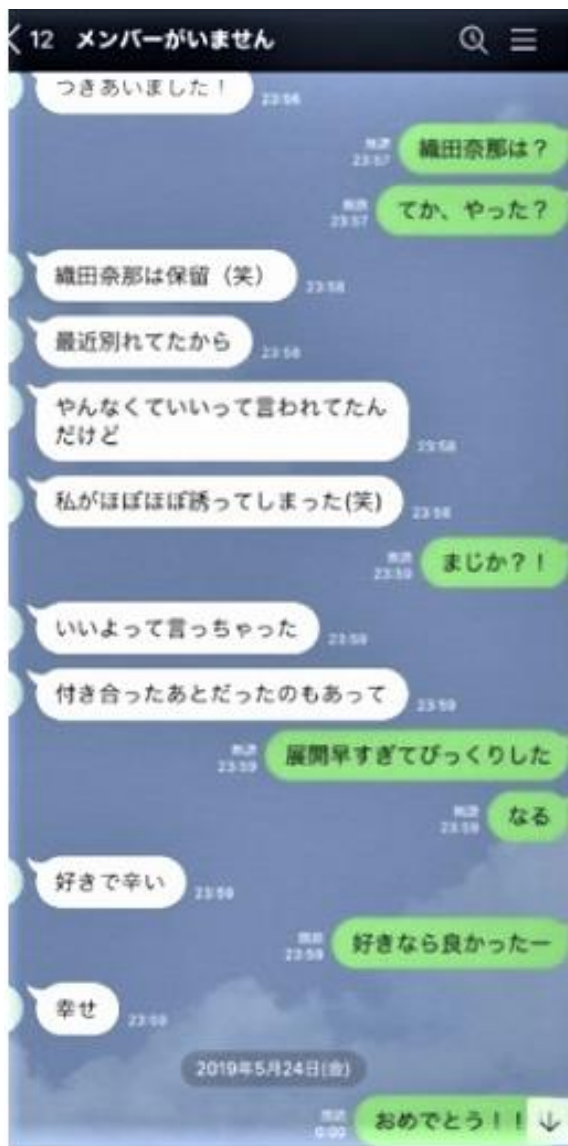 12 メンバーがいません
つきあいました！
23:56
既読
23:57
織田奈那は？
既読
23:57
てか、やった？
織田奈那は保留（笑）
23:58
最近別れてたから
23:58
やんなくていいって言われてたん
だけど
23:58
私がほぼほぼ誘ってしまった(笑)
23:58
既読
23:59
まじか？！
いいよって言っちゃった
23:59
付き合ったあとだったのもあって
23:59
既読
23:59
展開早すぎてびっくりした
既読
23:59
なる
好きで辛い
23:59
既読
23:59
好きなら良かったー
幸せ
23:59
2019年5月24日(金)
既読
0:00
おめでとう！！